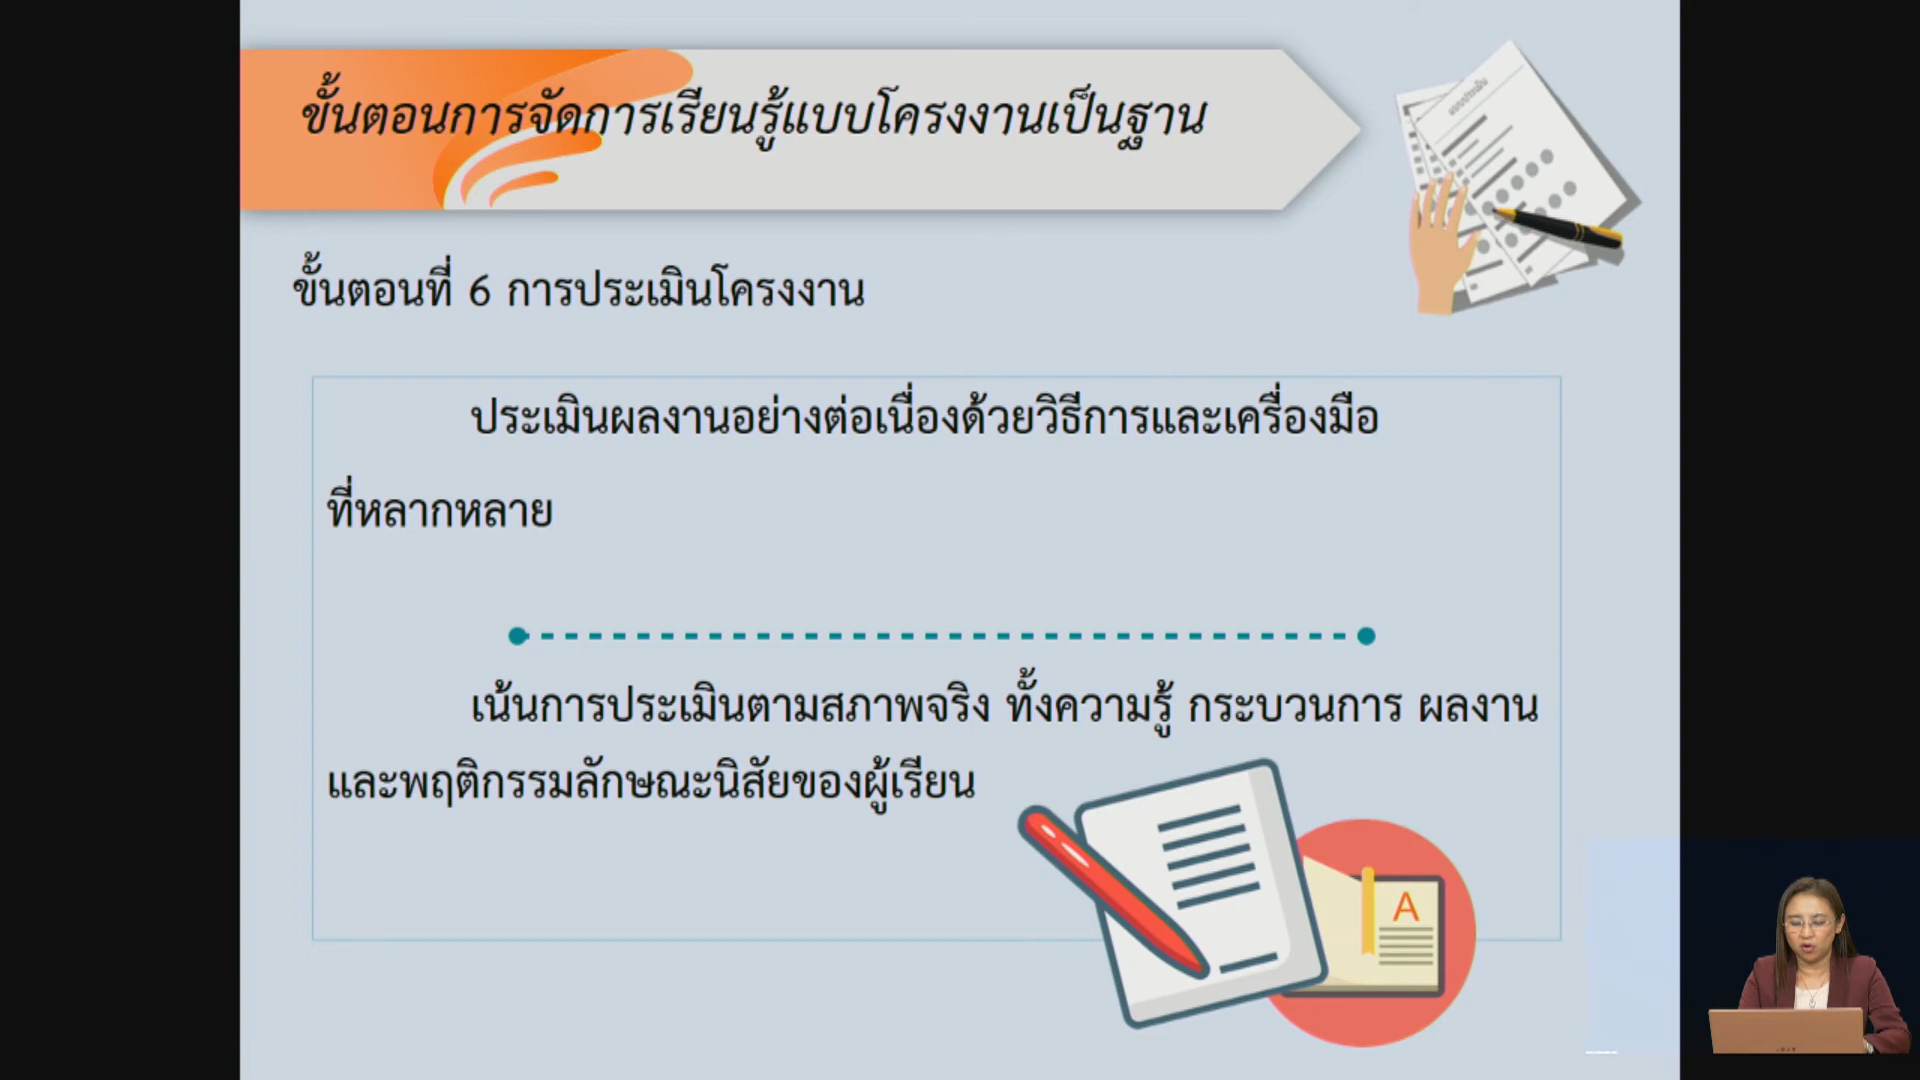 ขั้นตอนการจัดการเรียนรู้แบบโครงงานเป็นฐาน
แบบประเมิน
ขั้นตอนที่ 6 การประเมินโครงงาน
ประเมินผลงานอย่างต่อเนื่องด้วยวิธีการและเครื่องมือ
ที่หลากหลาย
เน้นการประเมินตามสภาพจริง ทั้งความรู้ กระบวนการ ผลงาน
และพฤติกรรมลักษณะนิสัยของผู้เรียน
A